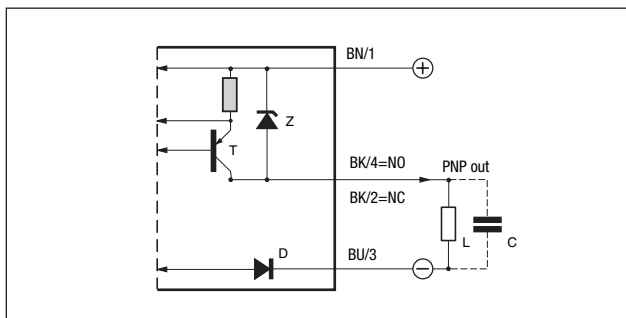 BN/1
+
Z
T
BK/4=NO
PNP out
BK/2=NC
L
C
D
BU/3
−